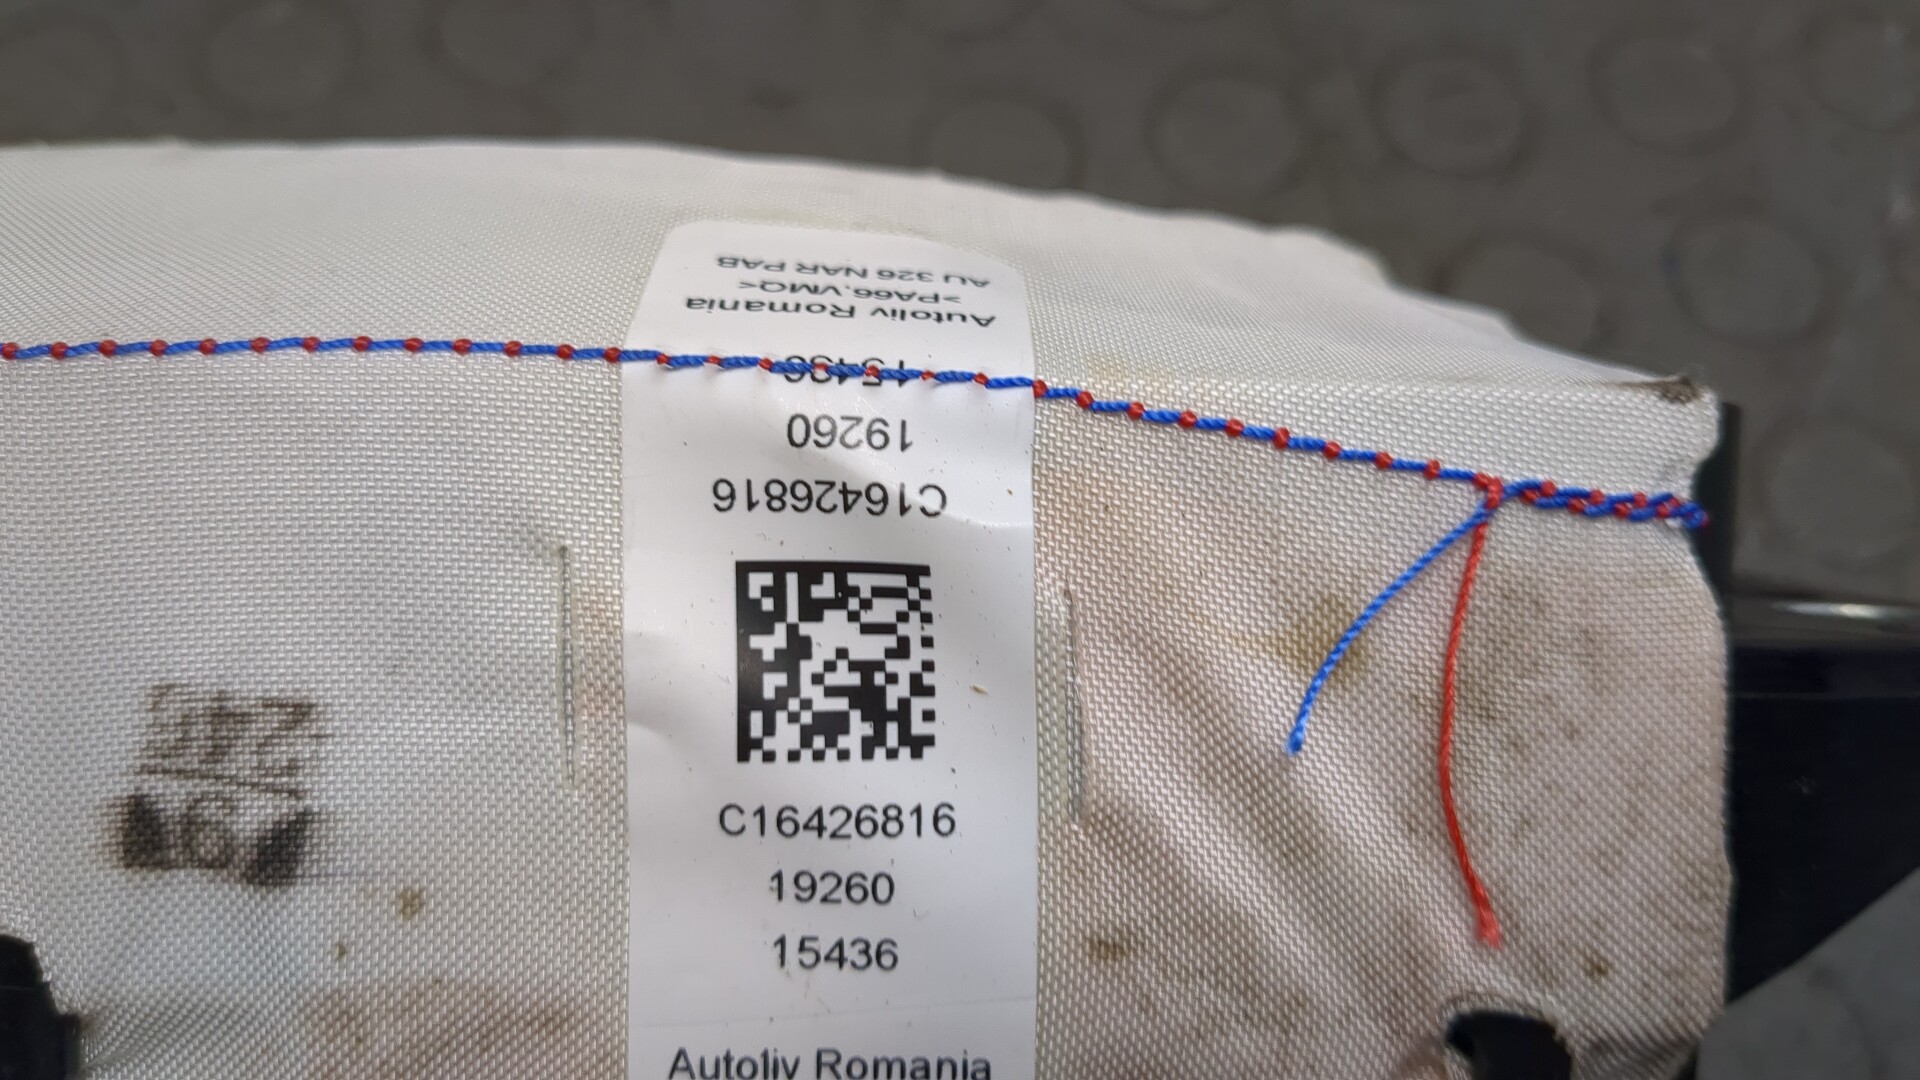 AU 326 NAR PAB
>PA66,VMQ<
Autoliv Romania
15436
19260
C16426816
C16426816
19260
15436
Autoliv Romania